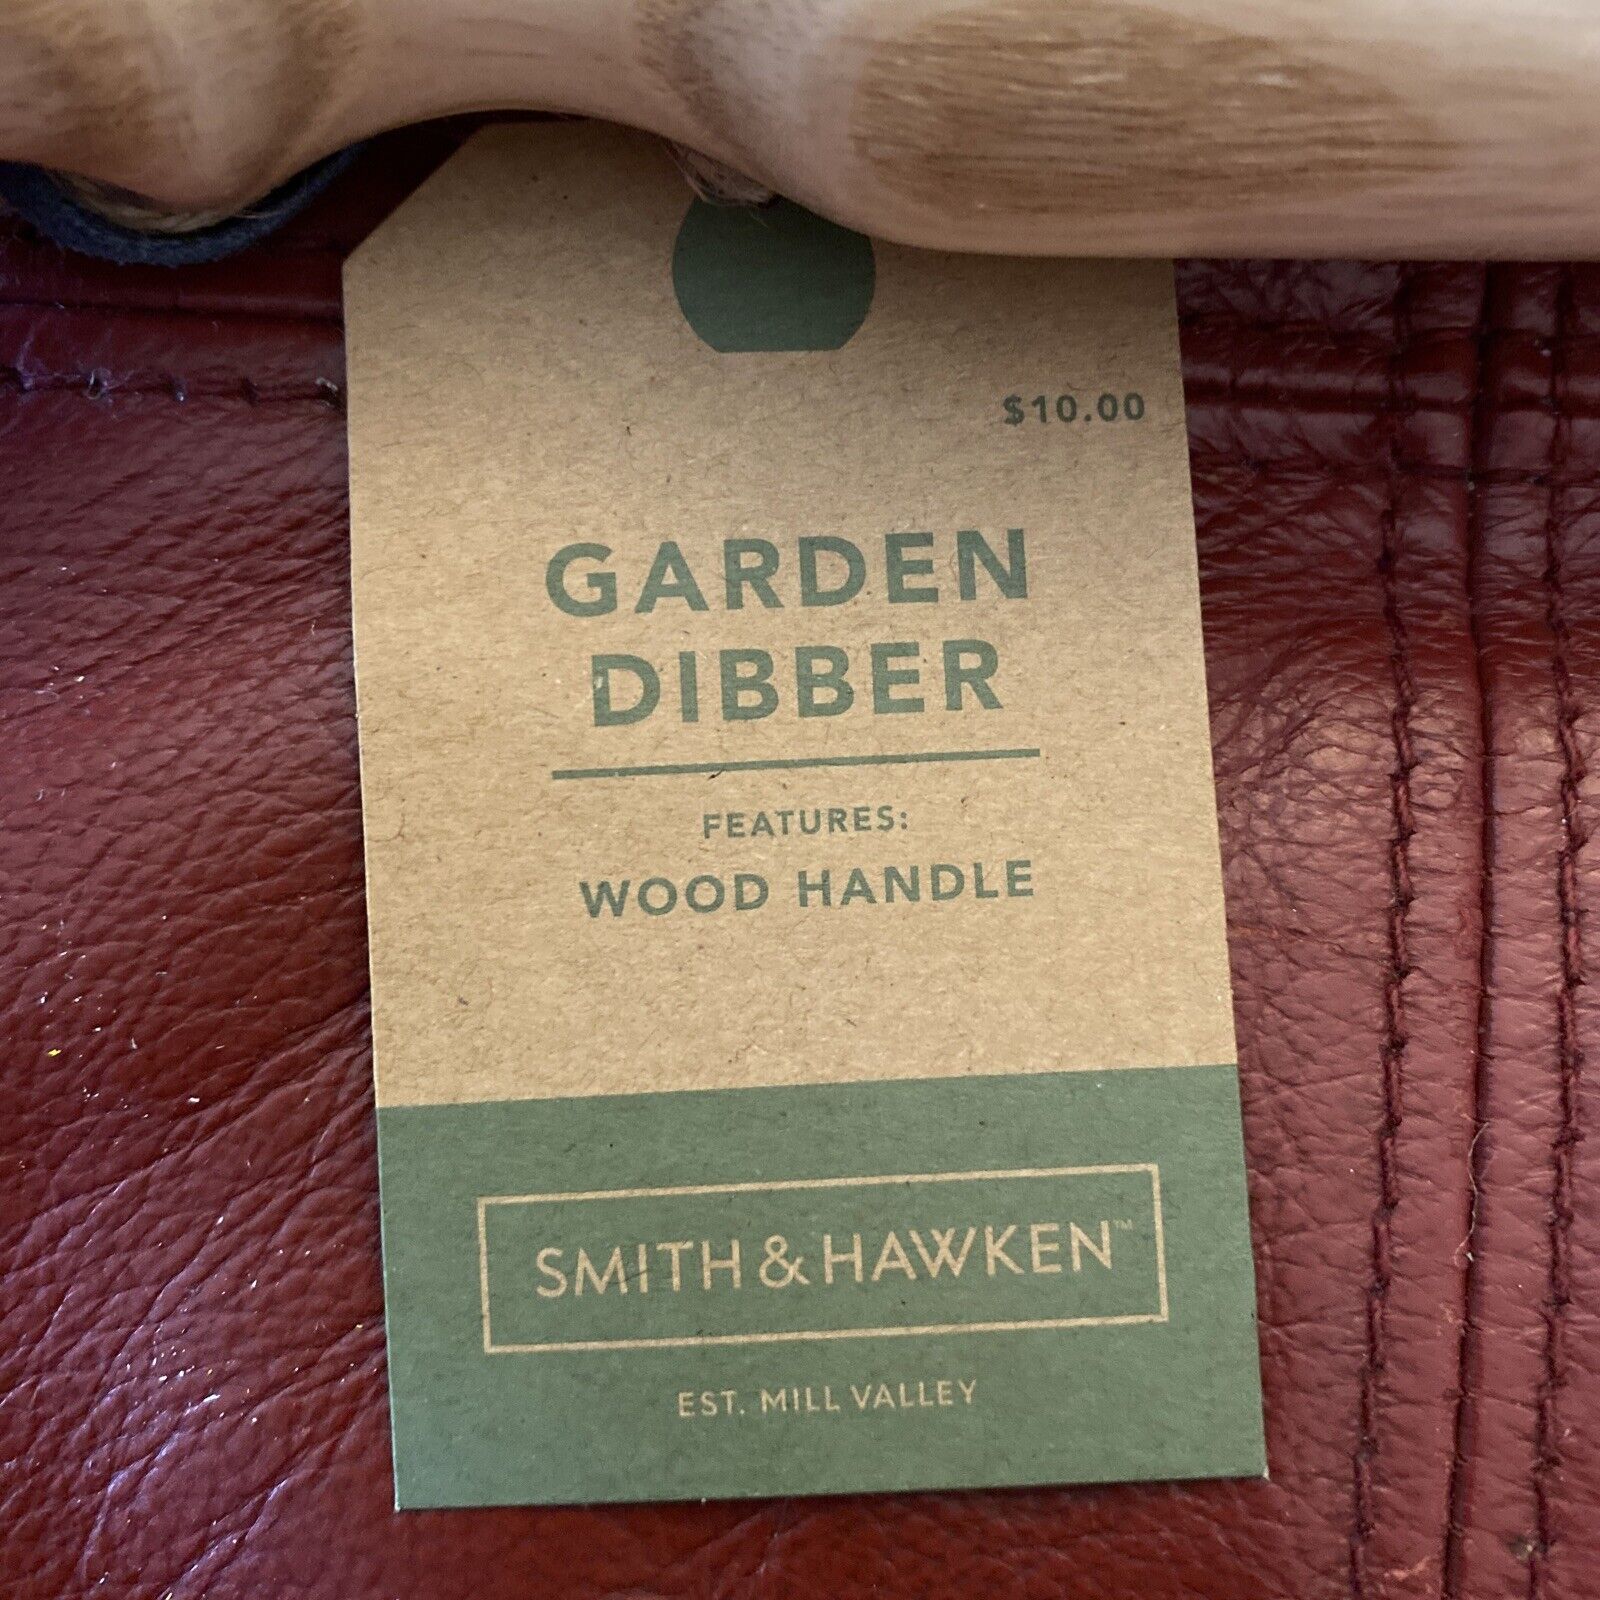 $10.00
GARDEN
DIBBER
FEATURES:
WOOD HANDLE
SMITH & HAWKEN™
EST. MILL VALLEY